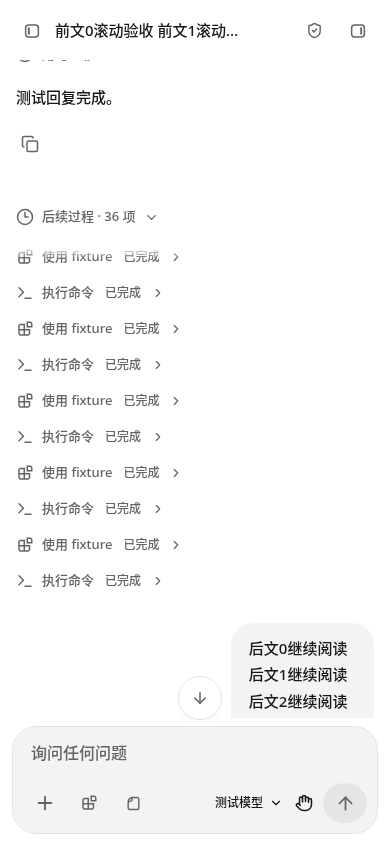 前文0滚动验收 前文1滚动...
测试回复完成。
后续过程 · 36 项
使用 fixture 已完成
执行命令 已完成
使用 fixture 已完成
执行命令 已完成
使用 fixture 已完成
执行命令 已完成
使用 fixture 已完成
执行命令 已完成
使用 fixture 已完成
执行命令 已完成
后文0继续阅读
后文1继续阅读
后文2继续阅读
询问任何问题
测试模型